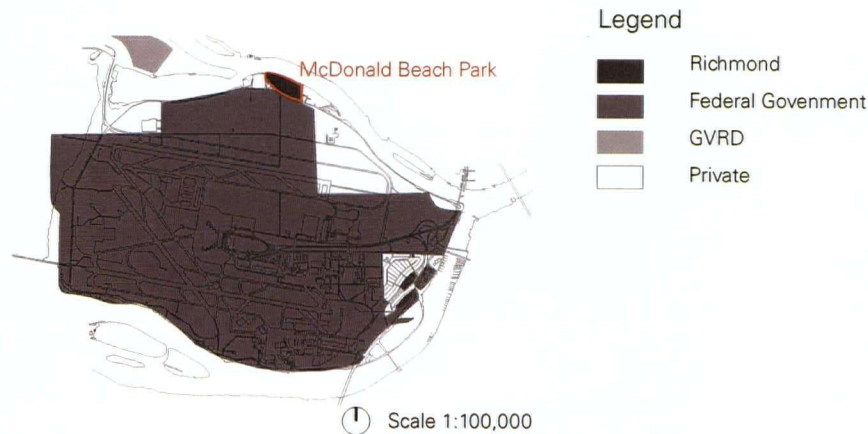 Legend
McDonald Beach Park
Richmond
Federal Govenment
GVRD
Private
Scale 1:100,000